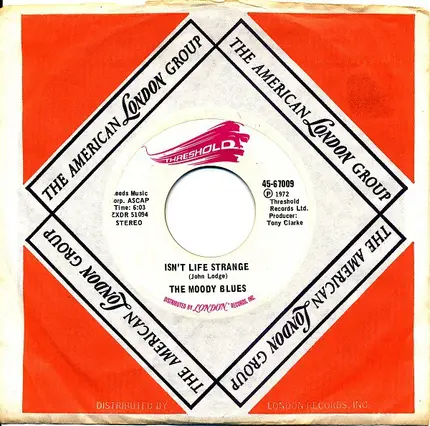 THE AMERICAN London GROUP
THE AMERICAN London GROUP
THRESHOLD
.eeds Music
orp. ASCAP
Time: 6:03
ZXDR 51094
STEREO
45-67009
Ⓟ 1972
Threshold
Records Ltd.
Producer:
Tony Clarke
ISN'T LIFE STRANGE
(John Lodge)
THE MOODY BLUES
DISTRIBUTED BY LONDON RECORDS, INC.
THE AMERICAN London GROUP
THE AMERICAN London GROUP
DISTRIBUTED BY LONDON RECORDS, INC.